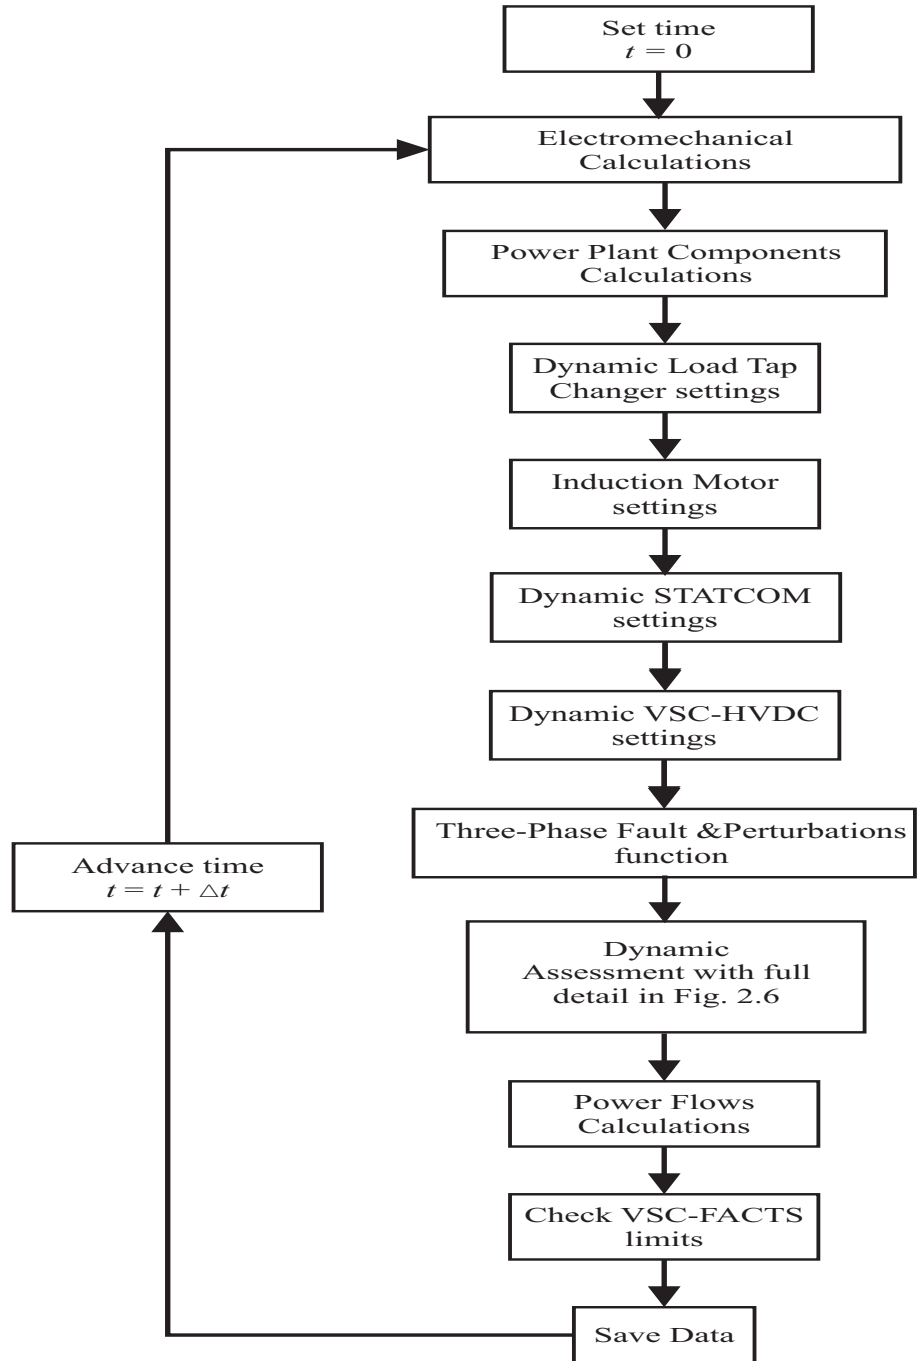 Set time
t = 0
Electromechanical
Calculations
Power Plant Components
Calculations
Dynamic Load Tap
Changer settings
Induction Motor
settings
Dynamic STATCOM
settings
Dynamic VSC-HVDC
settings
Three-Phase Fault &Perturbations
function
Advance time
t = t + △t
Dynamic
Assessment with full
detail in Fig. 2.6
Power Flows
Calculations
Check VSC-FACTS
limits
Save Data